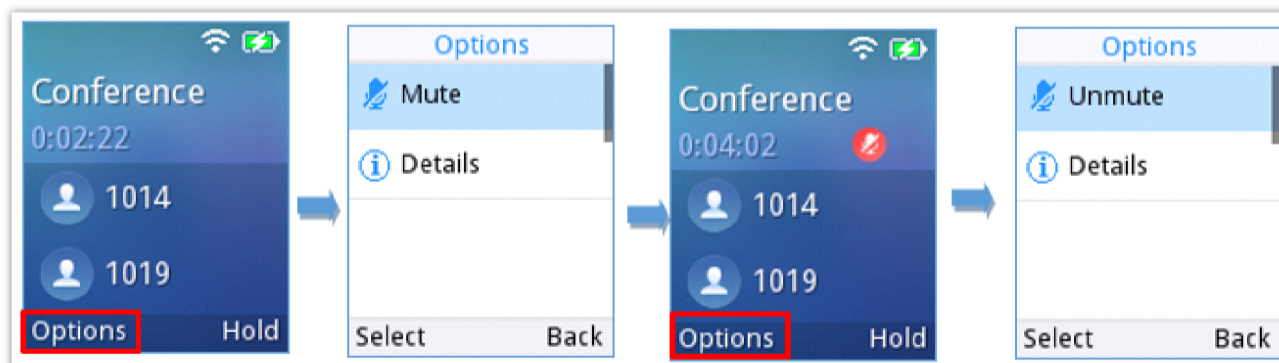 Conference
0:02:22
1014
1019
Options Hold
Options
Mute
Details
Select Back
Conference
0:04:02
1014
1019
Options Hold
Options
Unmute
Details
Select Back